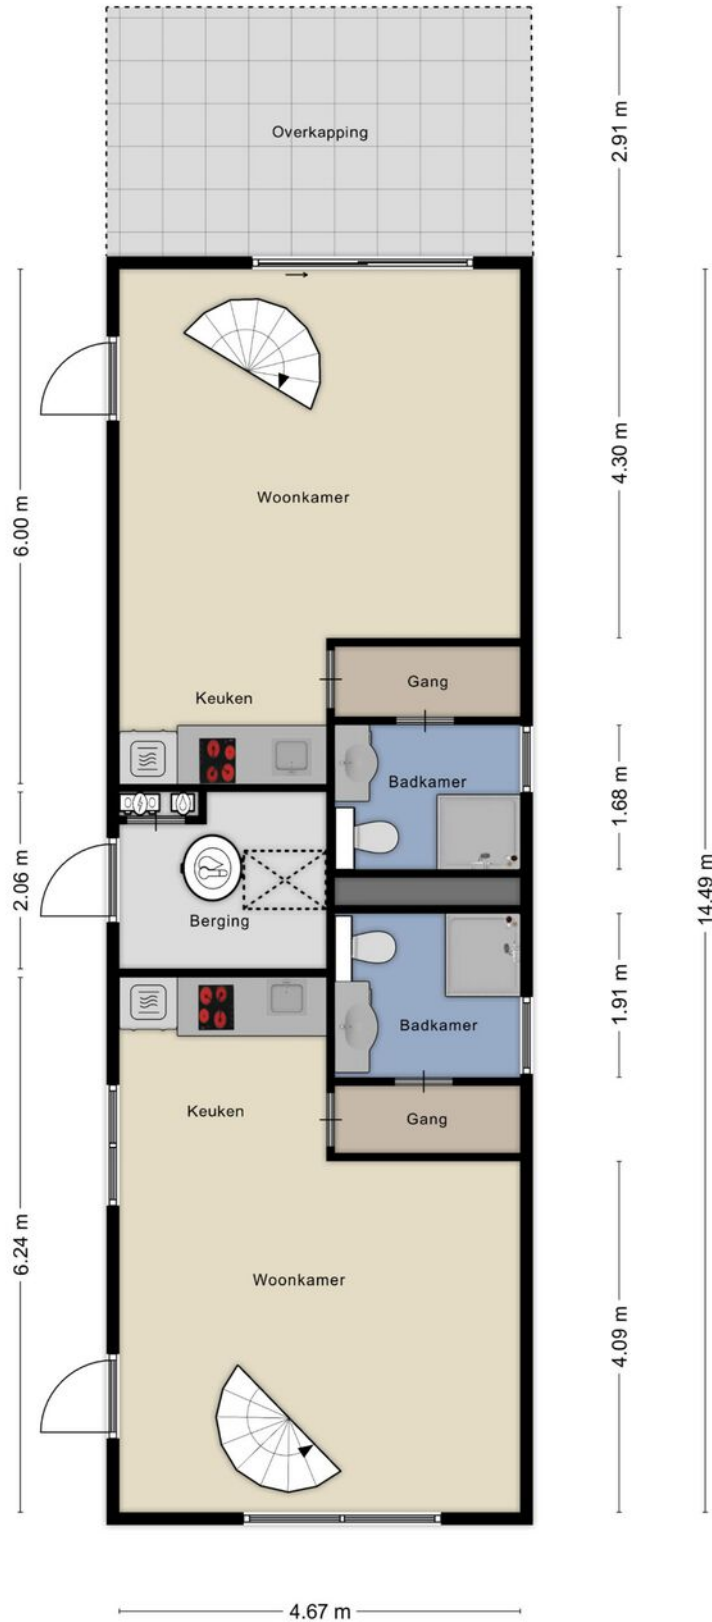 Overkapping
2.91 m
Woonkamer
6.00 m
4.30 m
Keuken
Gang
Badkamer
1.68 m
2.06 m
14.49 m
Berging
1.91 m
Badkamer
Keuken
Gang
6.24 m
Woonkamer
4.09 m
4.67 m